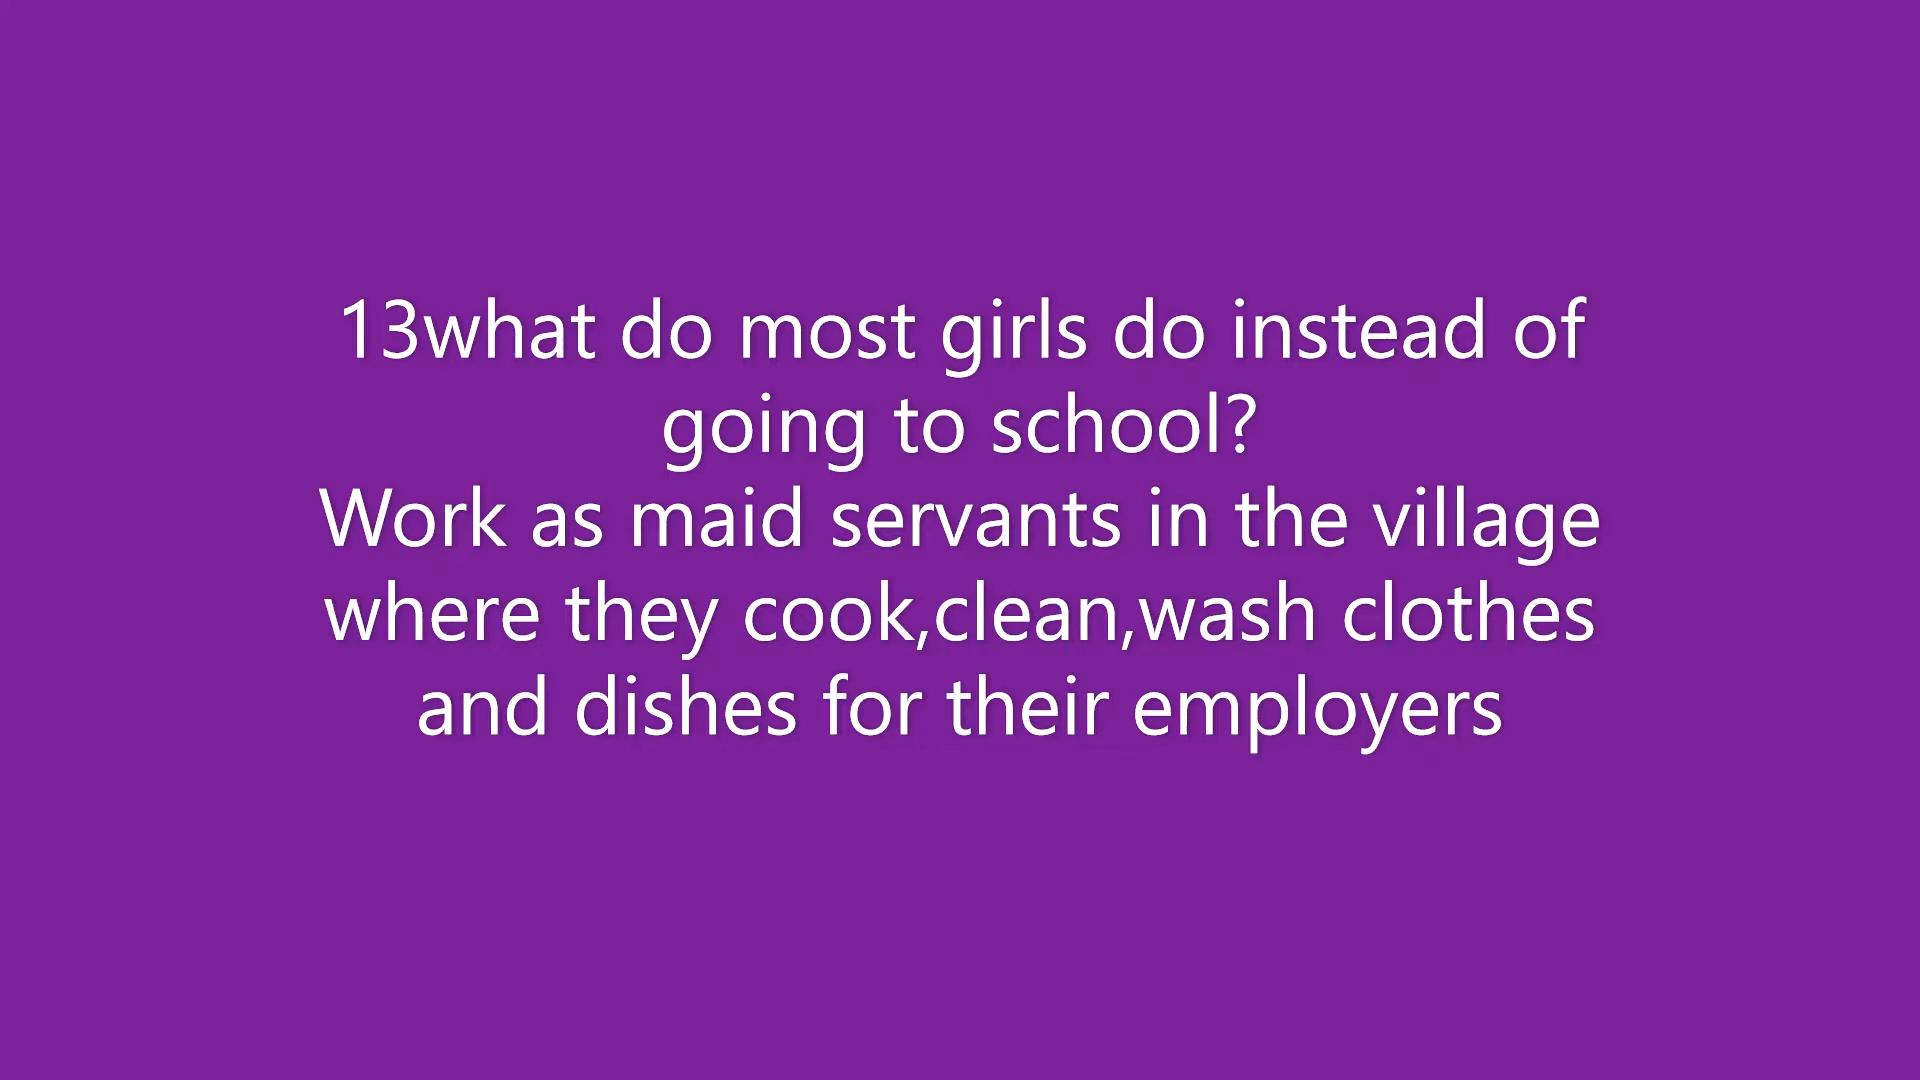 13what do most girls do instead of
going to school?
Work as maid servants in the village
where they cook,clean,wash clothes
and dishes for their employers